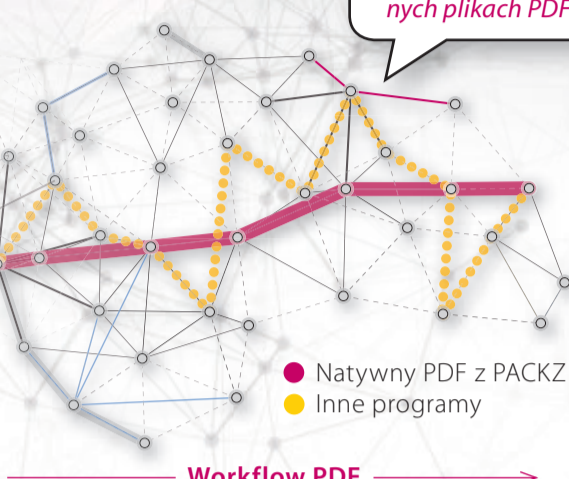 nych plikach PDF
Natywny PDF z PACKZ
Inne programy
Workflow PDF